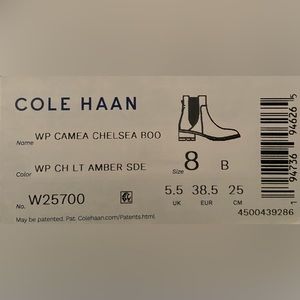 COLE HAAN
Name WP CAMEA CHELSEA BOO
Color WP CH LT AMBER SDE
Size 8 B
No. W25700
5.5 38.5 25
UK EUR CM
4500439286
May be patented. Pat. Colehaan.com/Patents.html
1 94736 94626 5